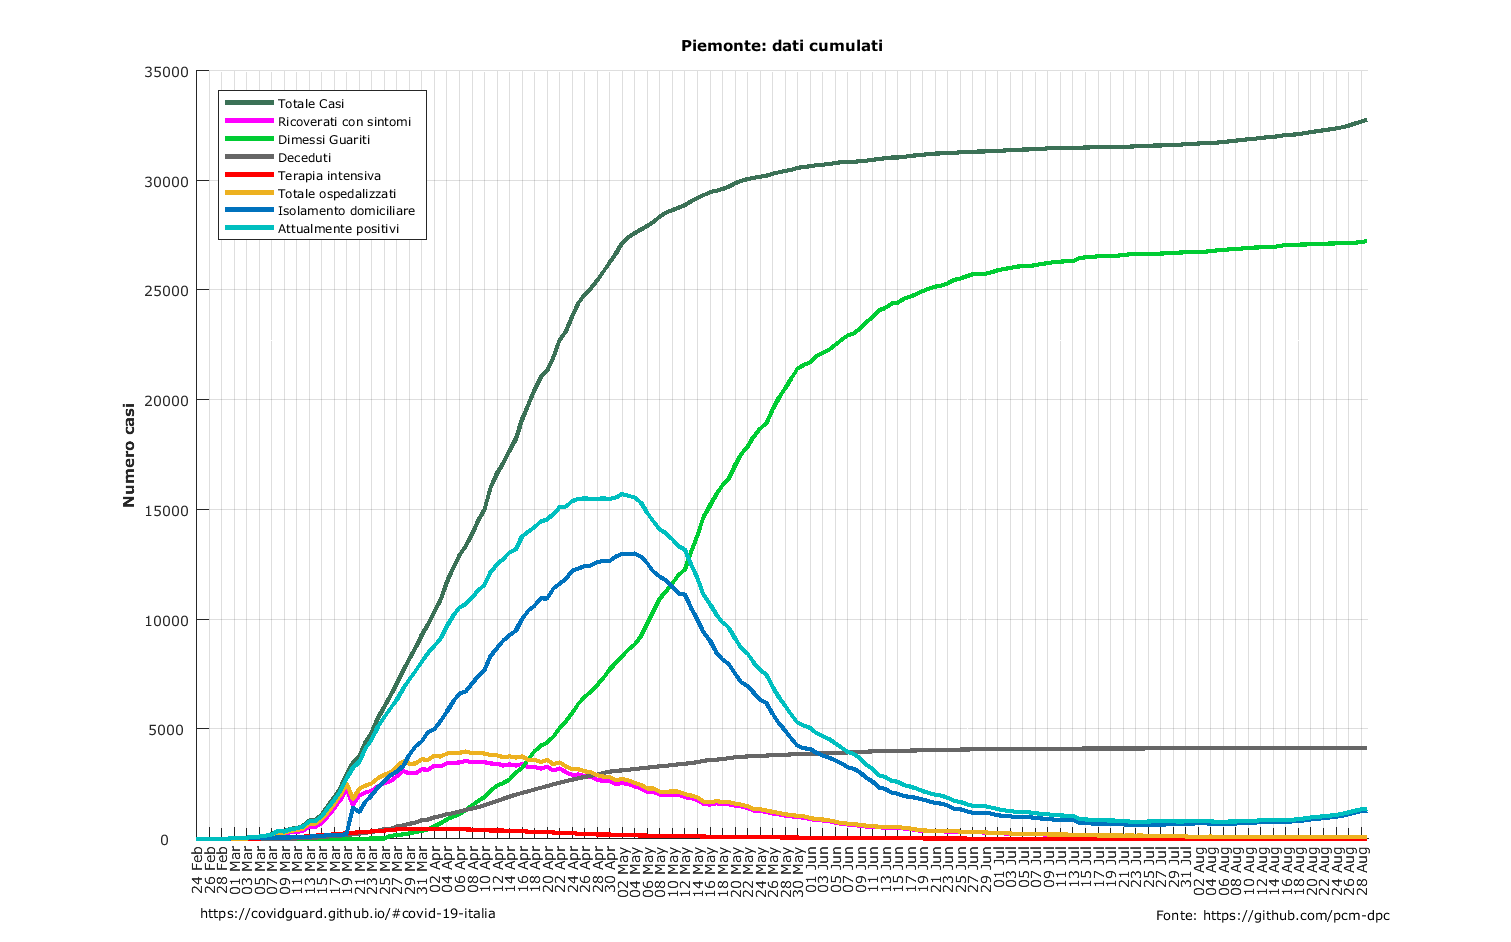 Piemonte: dati cumulati
35000
30000
25000
20000
15000
10000
5000
0
Numero casi
Totale Casi
Ricoverati con sintomi
Dimessi Guariti
Deceduti
Terapia intensiva
Totale ospedalizzati
Isolamento domiciliare
Attualmente positivi
24 Feb
26 Feb
28 Feb
01 Mar
03 Mar
05 Mar
07 Mar
09 Mar
11 Mar
13 Mar
15 Mar
17 Mar
19 Mar
21 Mar
23 Mar
25 Mar
27 Mar
29 Mar
31 Mar
02 Apr
04 Apr
06 Apr
08 Apr
10 Apr
12 Apr
14 Apr
16 Apr
18 Apr
20 Apr
22 Apr
24 Apr
26 Apr
28 Apr
30 Apr
02 May
04 May
06 May
08 May
10 May
12 May
14 May
16 May
18 May
20 May
22 May
24 May
26 May
28 May
30 May
01 Jun
03 Jun
05 Jun
07 Jun
09 Jun
11 Jun
13 Jun
15 Jun
17 Jun
19 Jun
21 Jun
23 Jun
25 Jun
27 Jun
29 Jun
01 Jul
03 Jul
05 Jul
07 Jul
09 Jul
11 Jul
13 Jul
15 Jul
17 Jul
19 Jul
21 Jul
23 Jul
25 Jul
27 Jul
29 Jul
31 Jul
02 Aug
04 Aug
06 Aug
08 Aug
10 Aug
12 Aug
14 Aug
16 Aug
18 Aug
20 Aug
22 Aug
24 Aug
26 Aug
28 Aug
https://covidguard.github.io/#covid-19-italia
Fonte: https://github.com/pcm-dpc